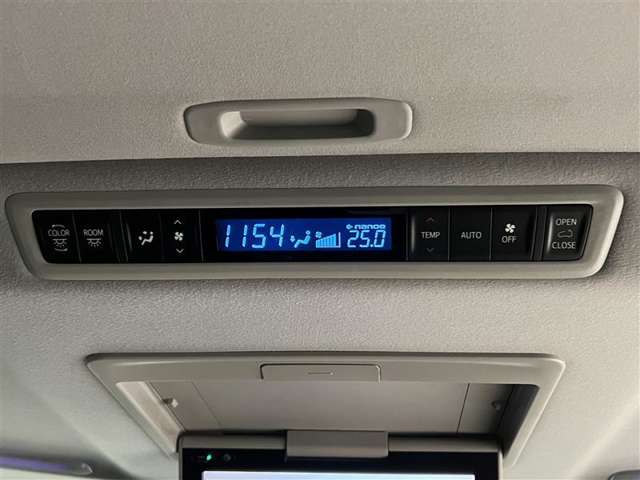 COLOR
ROOM
1154
nanoe
25.0
TEMP
AUTO
OFF
OPEN
CLOSE